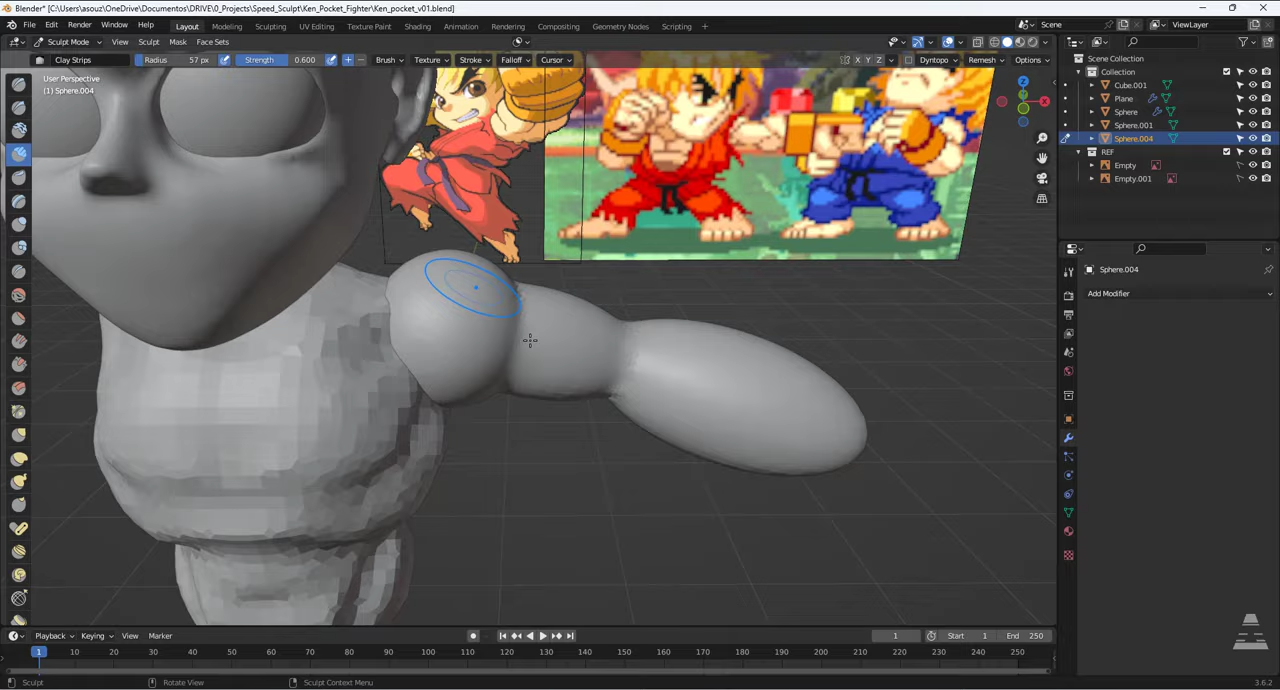 Blender* [C:\Users\asouz\OneDrive\Documentos\DRIVE\0_Projects\Speed_Sculpt\Ken_Pocket_Fighter\Ken_pocket_v01.blend]
File Edit Render Window Help Layout Modeling Sculpting UV Editing Texture Paint Shading Animation Rendering Compositing Geometry Nodes Scripting + Scene ViewLayer
Sculpt Mode View Sculpt Mask Face Sets
Clay Strips Radius 57 px Strength 0.600 Brush Texture Stroke Falloff Cursor X Y Z Dyntopo Remesh Options
User Perspective
(1) Sphere.004
Z
Y
X
Scene Collection
Collection
Cube.001
Plane
Sphere
Sphere.001
Sphere.004
REF
Empty
Empty.001
Sphere.004
Add Modifier
Playback Keying View Marker 1 Start 1 End 250
1 10 20 30 40 50 60 70 80 90 100 110 120 130 140 150 160 170 180 190 200 210 220 230 240 250
Sculpt Rotate View Sculpt Context Menu 3.6.2